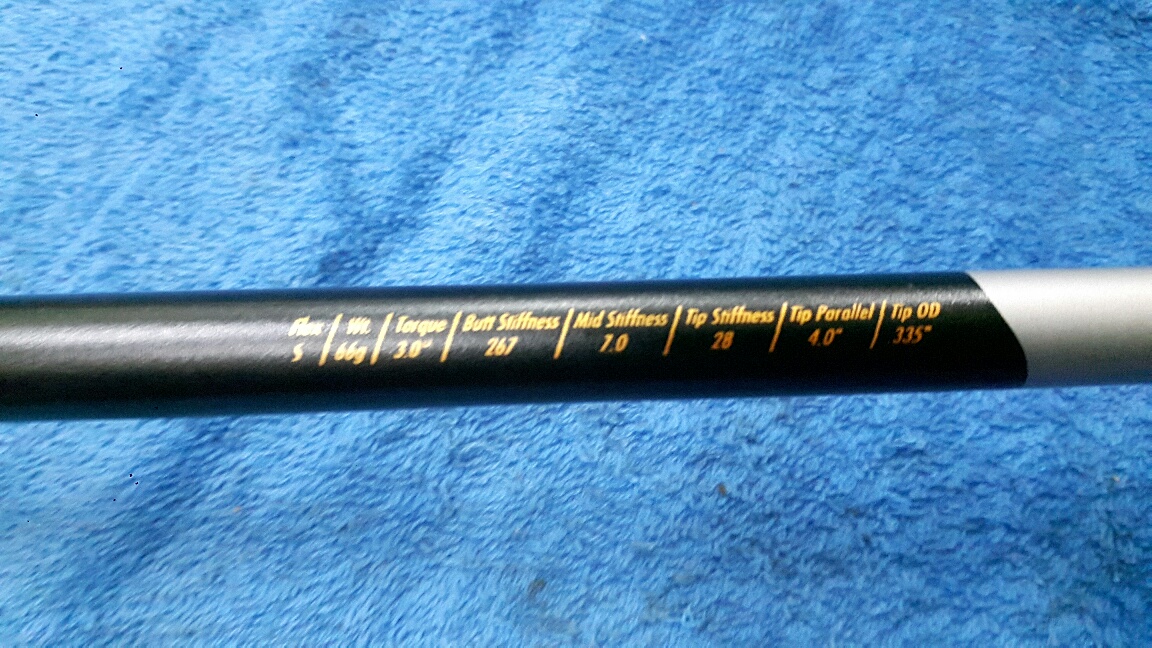 Flex / Wt. / Torque / Butt Stiffness / Mid Stiffness / Tip Stiffness / Tip Parallel / Tip OD
S / 66g / 3.0° / 267 / 7.0 / 28 / 4.0" / 335"